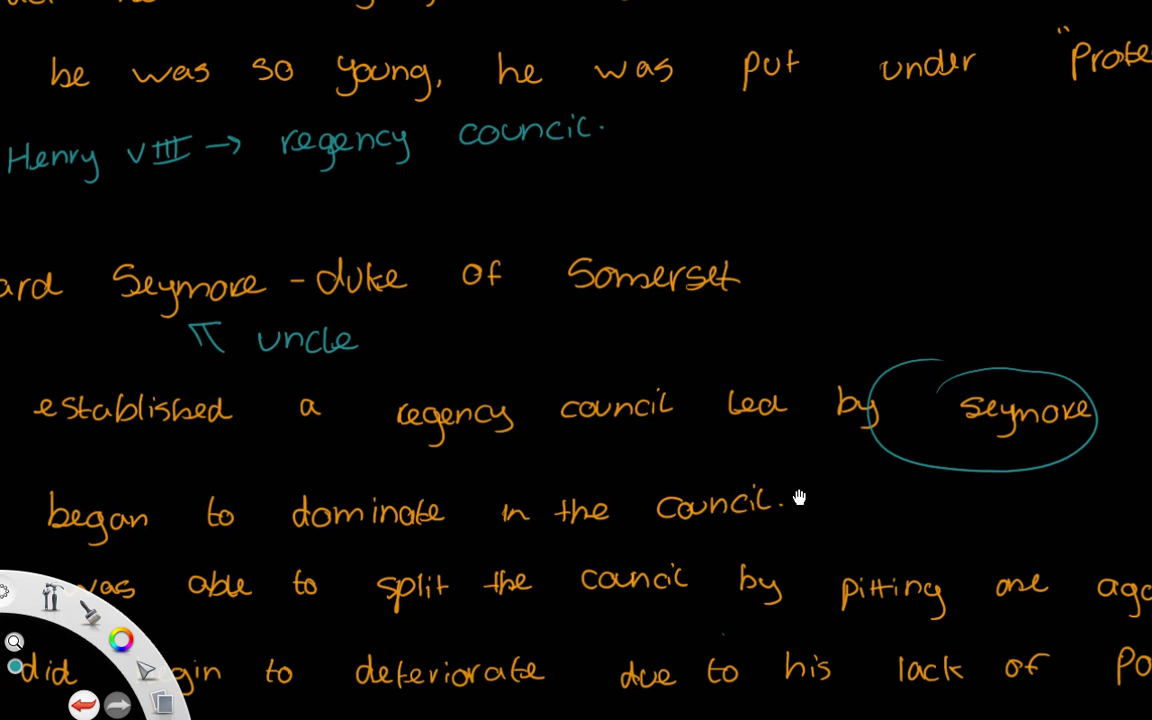 be was so young, he was put under "Prote
Henry VIII → regency council.
ard Seymore - duke of Somerset
uncle
established a regency council led by Seymore
began to dominate in the council.
was able to split the council by pitting one aga
did begin to deteriorate due to his lack of Po